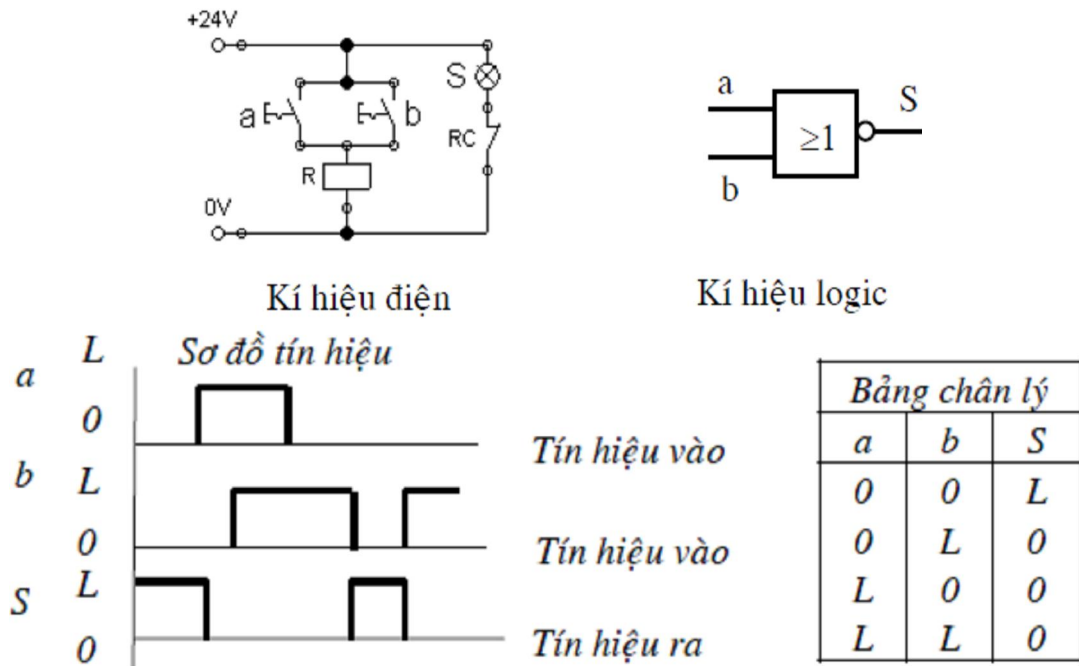 +24V
S
a
b
RC
R
0V
Kí hiệu điện
a
b
≥1
S
Kí hiệu logic
Sơ đồ tín hiệu
a
L
0
b
L
0
S
L
0
Tín hiệu vào
Tín hiệu vào
Tín hiệu ra
Bảng chân lý
a b S
0 0 L
0 L 0
L 0 0
L L 0